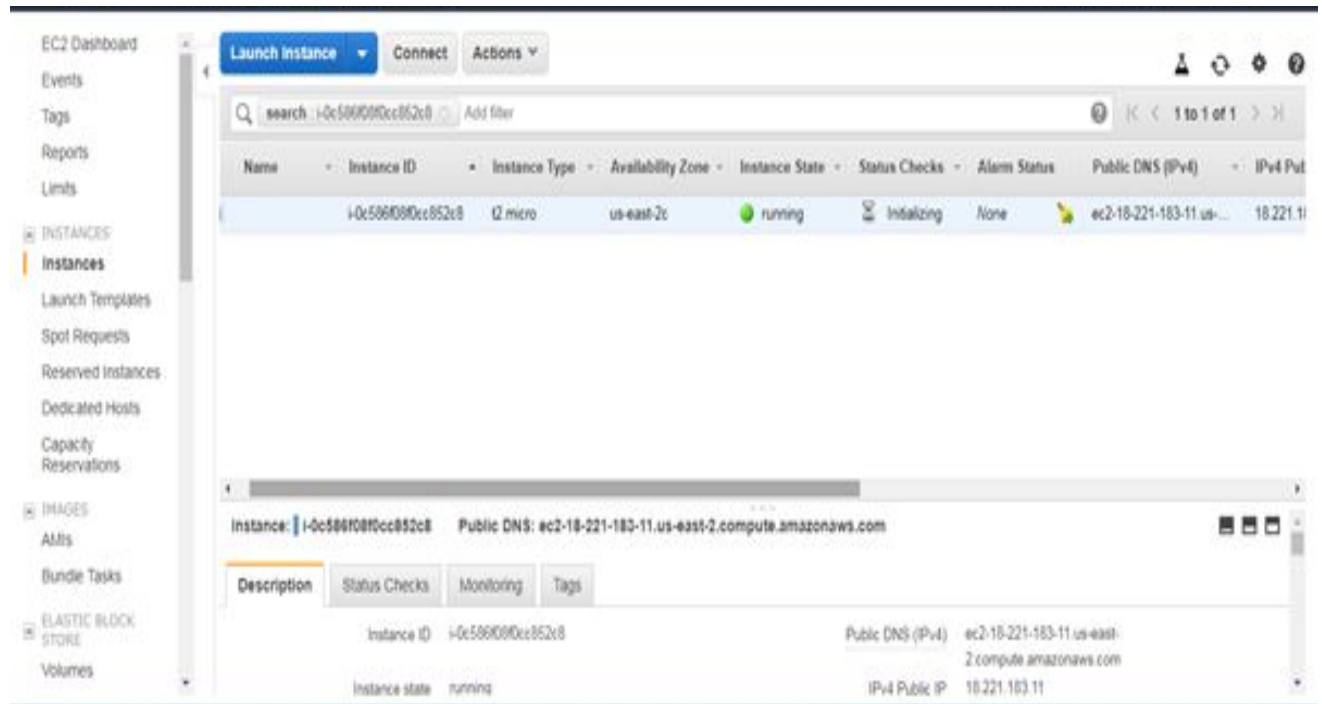 EC2 Dashboard
Events
Tags
Reports
Limits
INSTANCES
Instances
Launch Templates
Spot Requests
Reserved Instances
Dedicated Hosts
Capacity
Reservations
IMAGES
AMIs
Bundle Tasks
ELASTIC BLOCK
STORE
Volumes
Launch Instance Connect Actions
search : i-0c586f08f0cc852c8 Add filter 1 to 1 of 1
Name Instance ID Instance Type Availability Zone Instance State Status Checks Alarm Status Public DNS (IPv4) IPv4 Pub
i-0c586f08f0cc852c8 t2.micro us-east-2c running Initializing None ec2-18-221-183-11.us-... 18.221.18
Instance: i-0c586f08f0cc852c8 Public DNS: ec2-18-221-183-11.us-east-2.compute.amazonaws.com
Description Status Checks Monitoring Tags
Instance ID i-0c586f08f0cc852c8 Public DNS (IPv4) ec2-18-221-183-11.us-east-
2.compute.amazonaws.com
Instance state running IPv4 Public IP 18.221.183.11